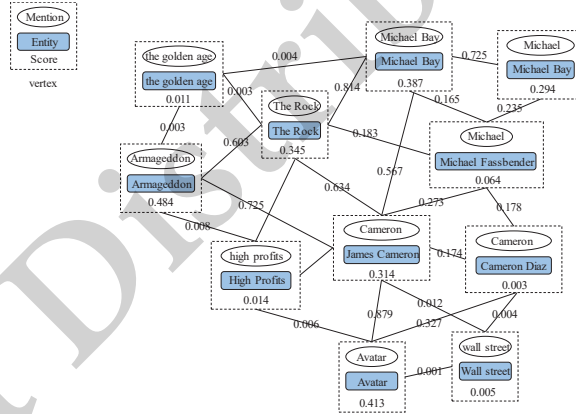 Mention
Entity
Score
vertex
the golden age
the golden age
0.011
Michael Bay
Michael Bay
0.387
Michael
Michael Bay
0.294
The Rock
The Rock
0.345
Michael
Michael Fassbender
0.064
Armageddon
Armageddon
0.484
high profits
High Profits
0.014
Cameron
James Cameron
0.314
Cameron
Cameron Diaz
0.003
Avatar
Avatar
0.413
wall street
Wall street
0.005
0.004
0.725
0.003
0.814
0.165
0.235
0.003
0.603
0.183
0.567
0.634
0.725
0.273
0.178
0.008
0.174
0.012
0.006
0.879
0.327
0.004
0.001